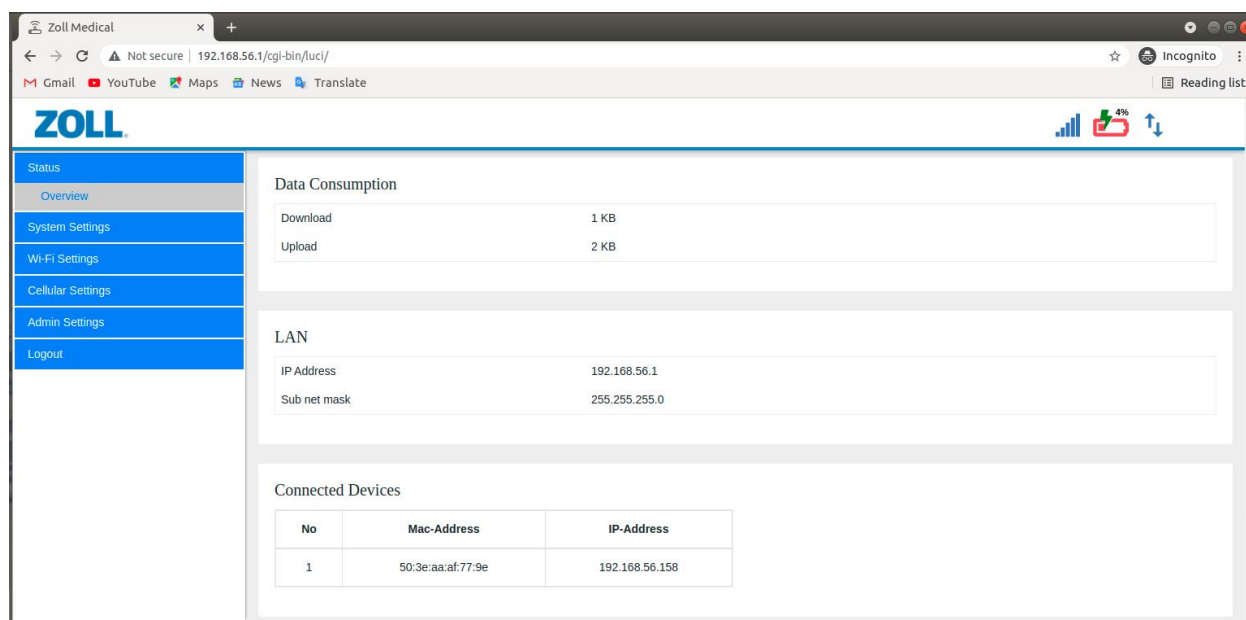 Zoll Medical
Not secure 192.168.56.1/cgi-bin/luci/ Incognito
Gmail YouTube Maps News Translate Reading list
ZOLL 4%
Status
Overview
System Settings
Wi-Fi Settings
Cellular Settings
Admin Settings
Logout
Data Consumption
Download 1 KB
Upload 2 KB
LAN
IP Address 192.168.56.1
Sub net mask 255.255.255.0
Connected Devices
No Mac-Address IP-Address
1 50:3e:aa:af:77:9e 192.168.56.158